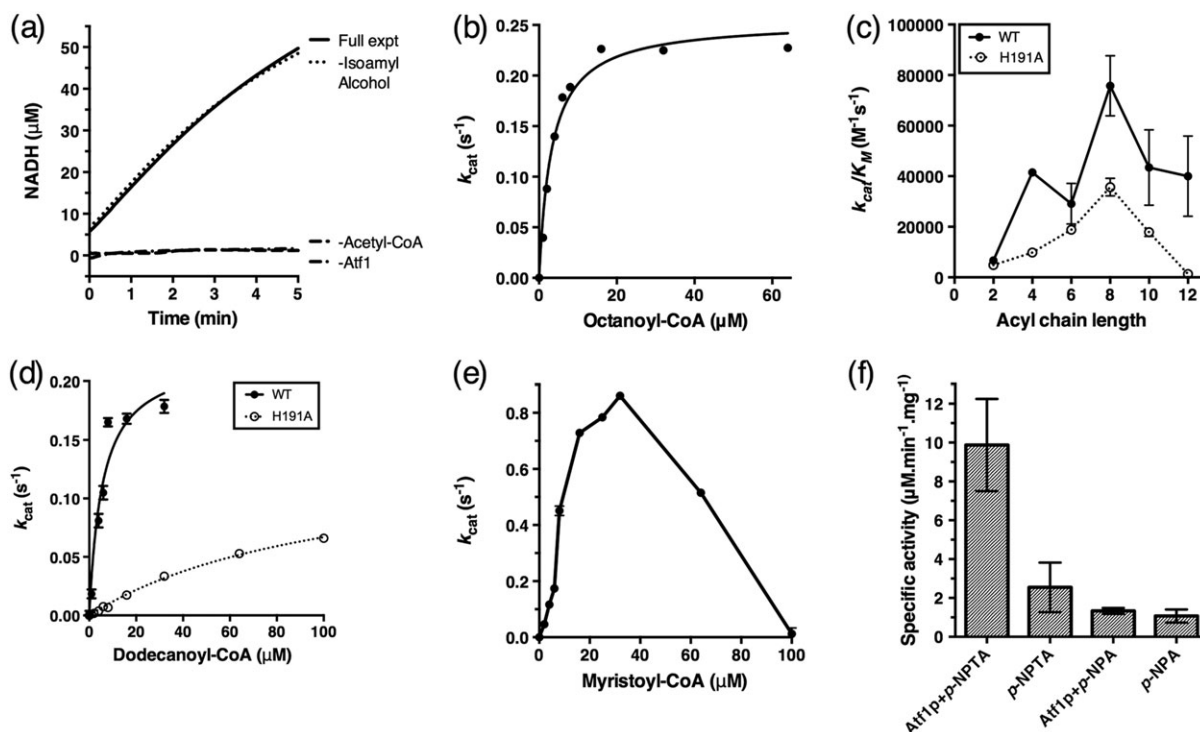 (a)
NADH (µM)
50
40
30
20
10
0
0
1
2
3
4
5
Time (min)
Full expt
-Isoamyl
Alcohol
-Acetyl-CoA
-Atf1
(b)
kcat (s⁻¹)
0.25
0.20
0.15
0.10
0.05
0.00
0
20
40
60
Octanoyl-CoA (µM)
(c)
kcat/KM (M⁻¹s⁻¹)
100000
80000
60000
40000
20000
0
0
2
4
6
8
10
12
Acyl chain length
WT
H191A
(d)
kcat (s⁻¹)
0.20
0.15
0.10
0.05
0.00
0
20
40
60
80
100
Dodecanoyl-CoA (µM)
WT
H191A
(e)
kcat (s⁻¹)
0.8
0.6
0.4
0.2
0.0
0
20
40
60
80
100
Myristoyl-CoA (µM)
(f)
Specific activity (µM.min⁻¹.mg⁻¹)
12
10
8
6
4
2
0
Atf1p+p-NPTA
p-NPTA
Atf1p+p-NPA
p-NPA